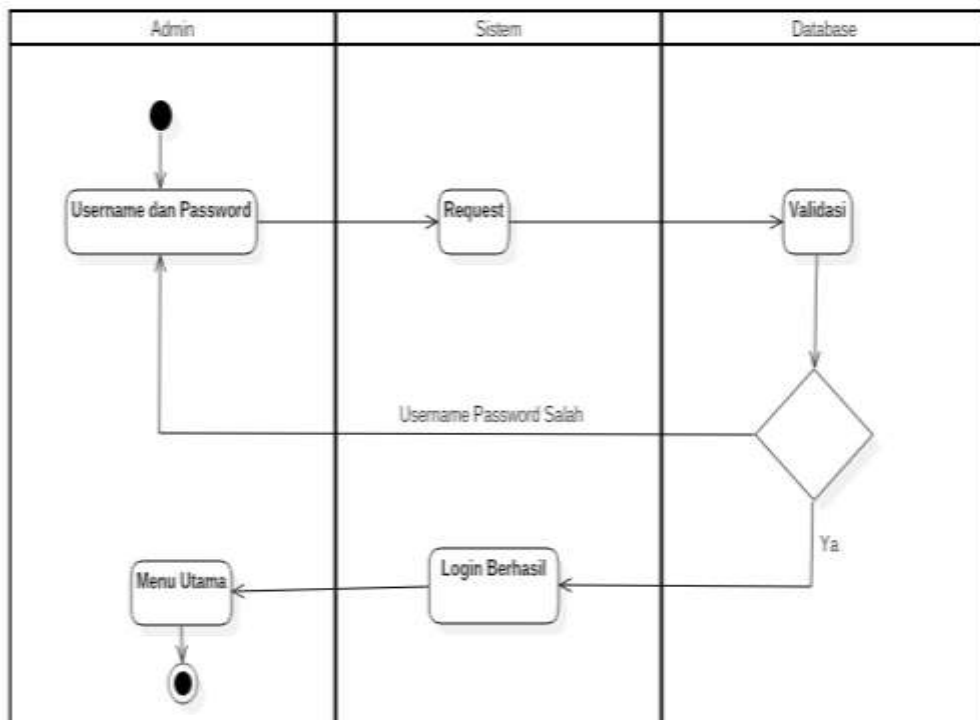 Admin
Sistem
Database
Username dan Password
Request
Validasi
Username Password Salah
Ya
Login Berhasil
Menu Utama